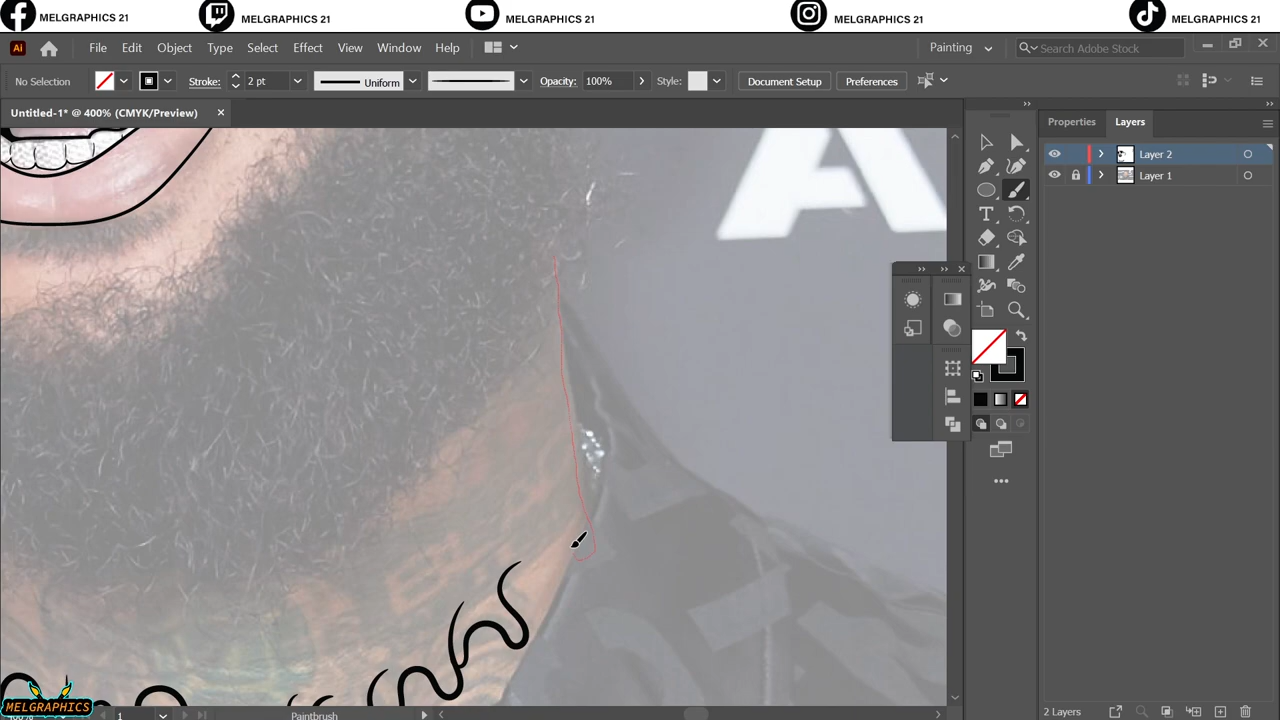 MELGRAPHICS 21 MELGRAPHICS 21 MELGRAPHICS 21 MELGRAPHICS 21 MELGRAPHICS 21
Ai File Edit Object Type Select Effect View Window Help Painting Search Adobe Stock
No Selection Stroke: 2 pt Uniform Opacity: 100% Style: Document Setup Preferences
Untitled-1* @ 400% (CMYK/Preview)
Properties Layers
Layer 2
Layer 1
A
MELGRAPHICS
1 Paintbrush 2 Layers